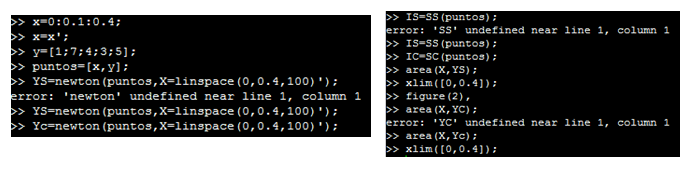 >> x=0:0.1:0.4;
>> x=x';
>> y=[1;7;4;3;5];
>> puntos=[x,y];
>> YS=newton(puntos,X=linspace(0,0.4,100)');
error: 'newton' undefined near line 1, column 1
>> YS=newton(puntos,X=linspace(0,0.4,100)');
>> Yc=newton(puntos,X=linspace(0,0.4,100)');
>> IS=SS(puntos);
error: 'SS' undefined near line 1, column 1
>> IS=SS(puntos);
>> IC=SC(puntos);
>> area(X,YS);
>> xlim([0,0.4]);
>> figure(2),
>> area(X,YC);
error: 'YC' undefined near line 1, column 1
>> area(X,Yc);
>> xlim([0,0.4]);